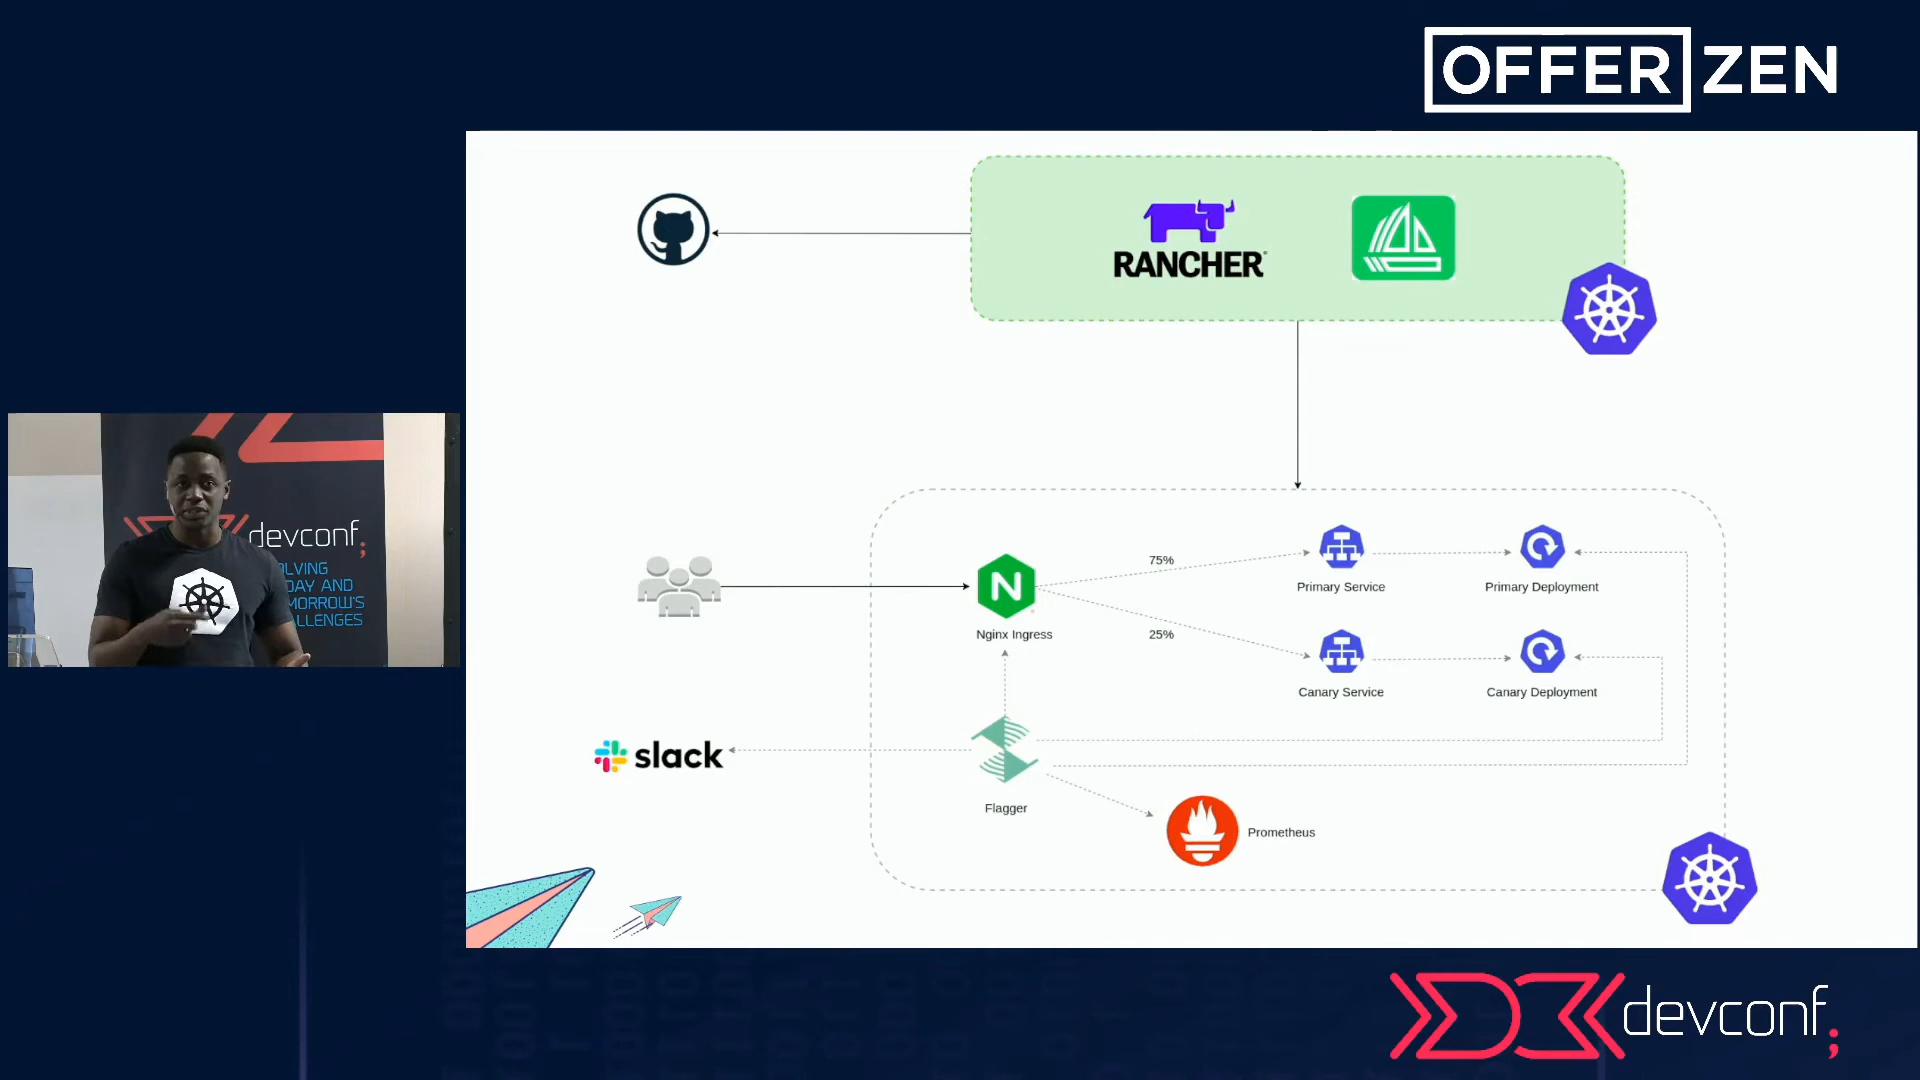 OFFER ZEN
RANCHER
75%
Primary Service
Primary Deployment
Nginx Ingress
25%
Canary Service
Canary Deployment
slack
Flagger
Prometheus
devconf;
OLVING
DAY AND
MORROW'S
LLENGES
devconf;